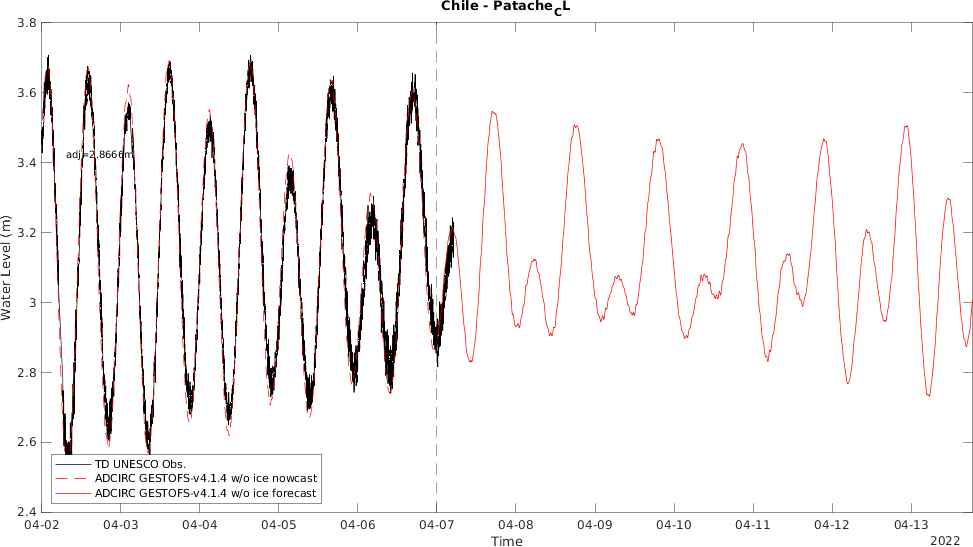 Chile - Patache_CL
3.8
3.6
3.4
3.2
3
2.8
2.6
2.4
Water Level (m)
adj=2.8666m
TD UNESCO Obs.
ADCIRC GESTOFS-v4.1.4 w/o ice nowcast
ADCIRC GESTOFS-v4.1.4 w/o ice forecast
04-02 04-03 04-04 04-05 04-06 04-07 04-08 04-09 04-10 04-11 04-12 04-13
Time
2022